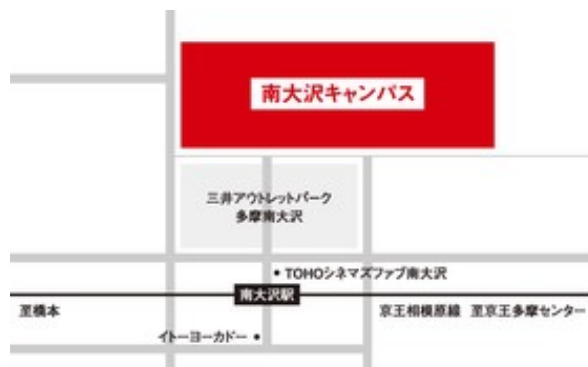 南大沢キャンパス
三井アウトレットパーク
多摩南大沢
TOHOシネマズファブ南大沢
南大沢駅
至橋本
京王相模原線 至京王多摩センター
イトーヨーカドー